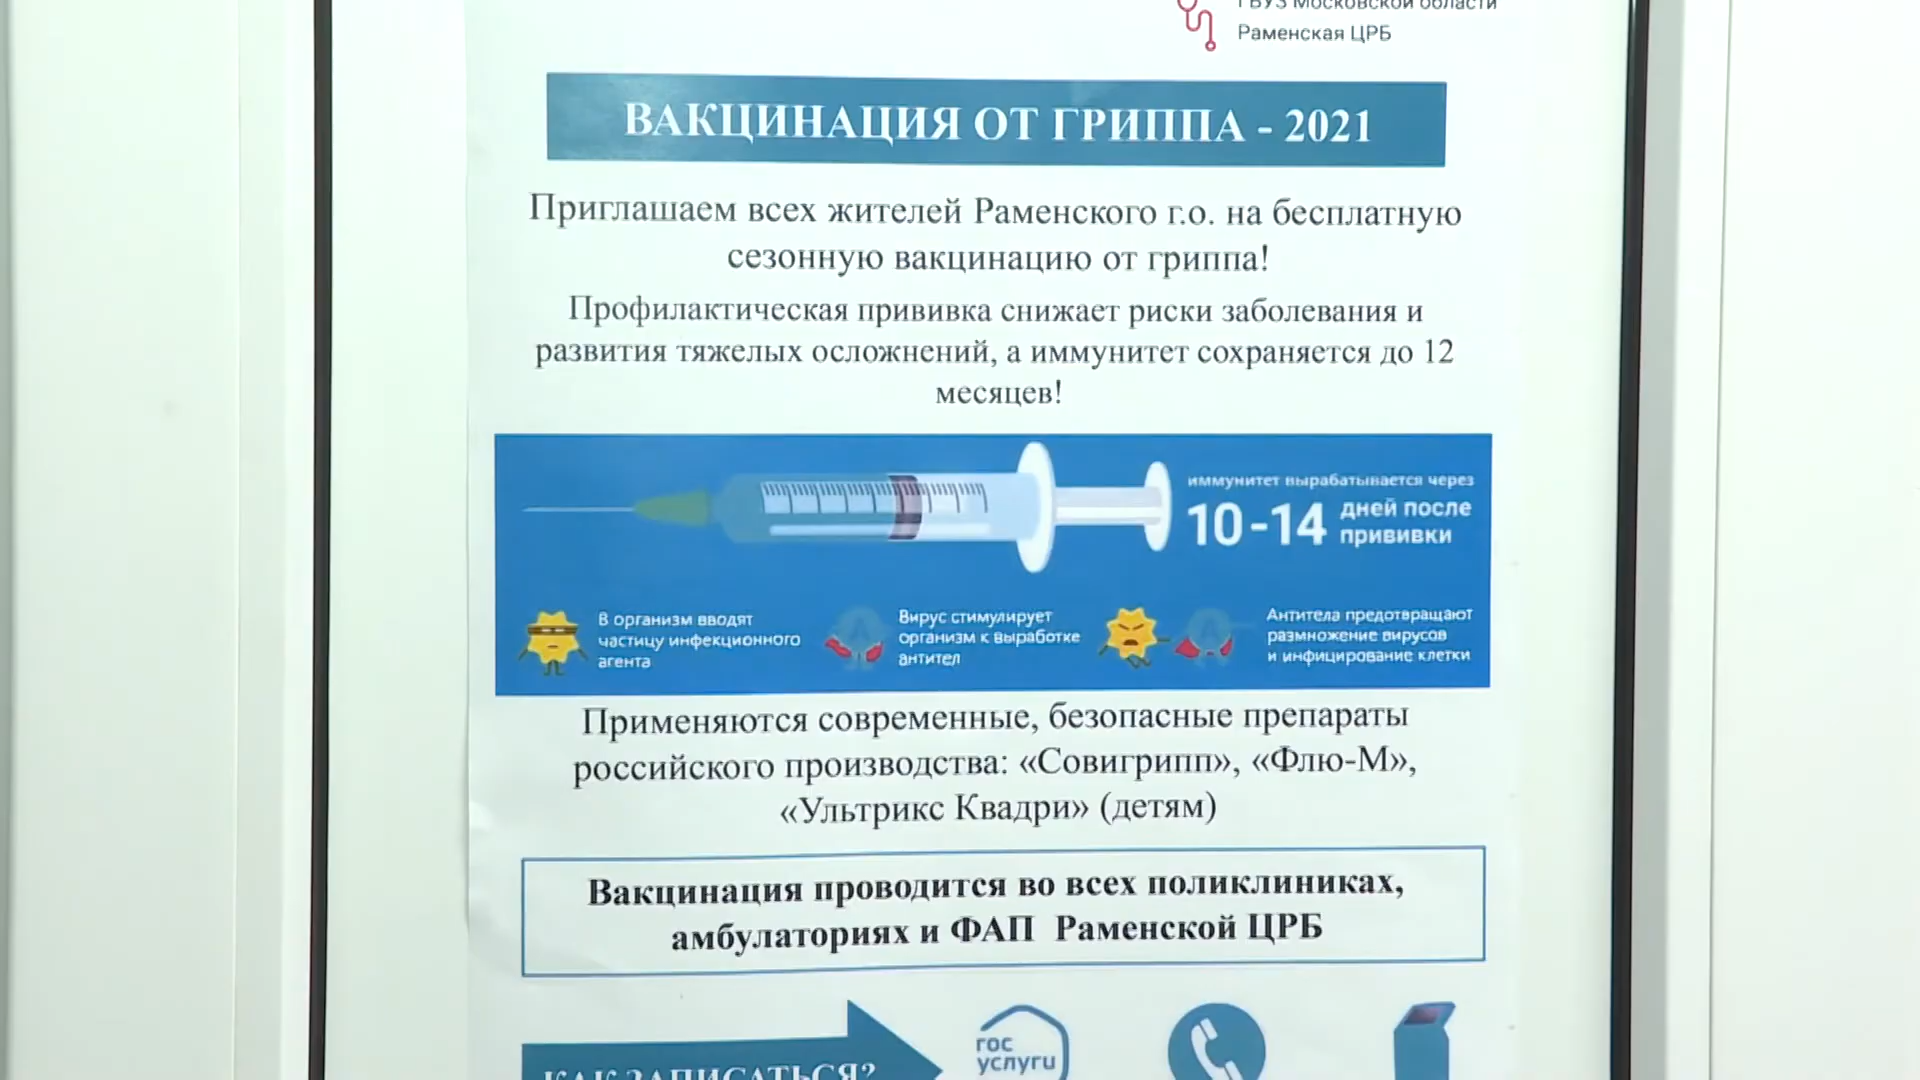 ГБУЗ Московской области
Раменская ЦРБ
ВАКЦИНАЦИЯ ОТ ГРИППА - 2021
Приглашаем всех жителей Раменского г.о. на бесплатную
сезонную вакцинацию от гриппа!
Профилактическая прививка снижает риски заболевания и
развития тяжелых осложнений, а иммунитет сохраняется до 12
месяцев!
иммунитет вырабатывается через
10-14 дней после
прививки
В организм вводят
частицу инфекционного
агента
Вирус стимулирует
организм к выработке
антител
Антитела предотвращают
размножение вирусов
и инфицирование клетки
Применяются современные, безопасные препараты
российского производства: «Совигрипп», «Флю-М»,
«Ультрикс Квадри» (детям)
Вакцинация проводится во всех поликлиниках,
амбулаториях и ФАП Раменской ЦРБ
КАК ЗАПИСАТЬСЯ?
гос
услуги